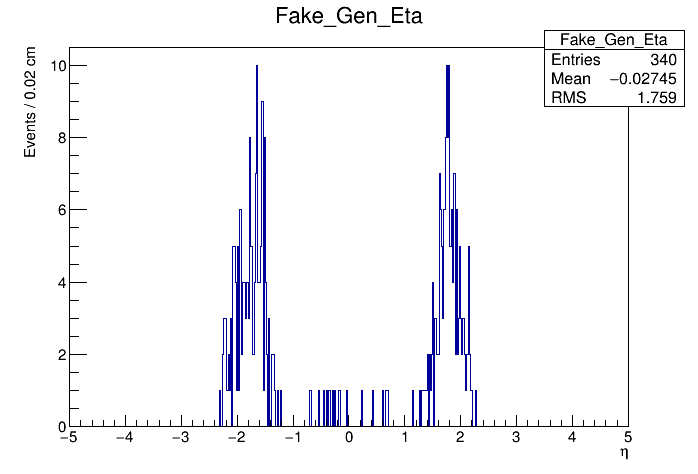 Fake_Gen_Eta
Fake_Gen_Eta
Entries 340
Mean −0.02745
RMS 1.759
Events / 0.02 cm
10
8
6
4
2
0
−5 −4 −3 −2 −1 0 1 2 3 4 5
η